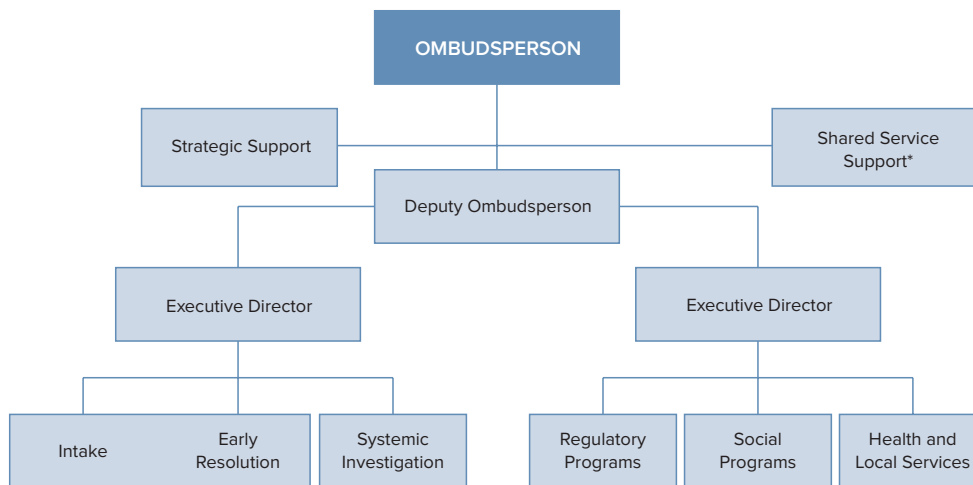 OMBUDSPERSON
Strategic Support
Shared Service
Support*
Deputy Ombudsperson
Executive Director
Executive Director
Intake
Early
Resolution
Systemic
Investigation
Regulatory
Programs
Social
Programs
Health and
Local Services